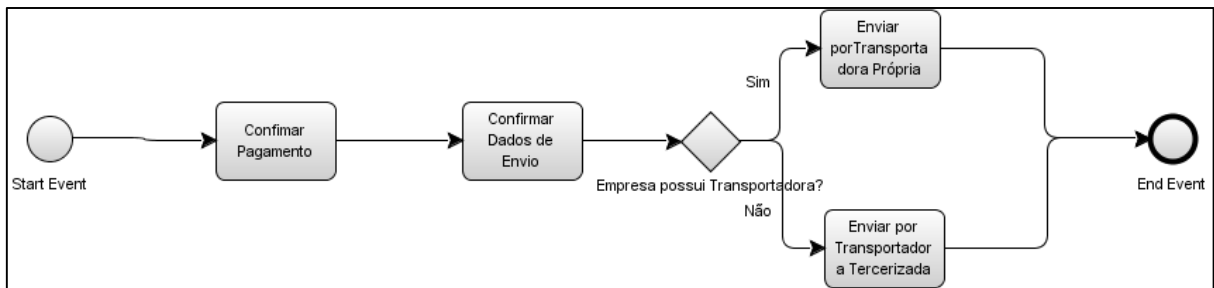 Start Event
Confimar
Pagamento
Confirmar
Dados de
Envio
Empresa possui Transportadora?
Sim
Enviar
porTransporta
dora Própria
Não
Enviar por
Transportador
a Tercerizada
End Event